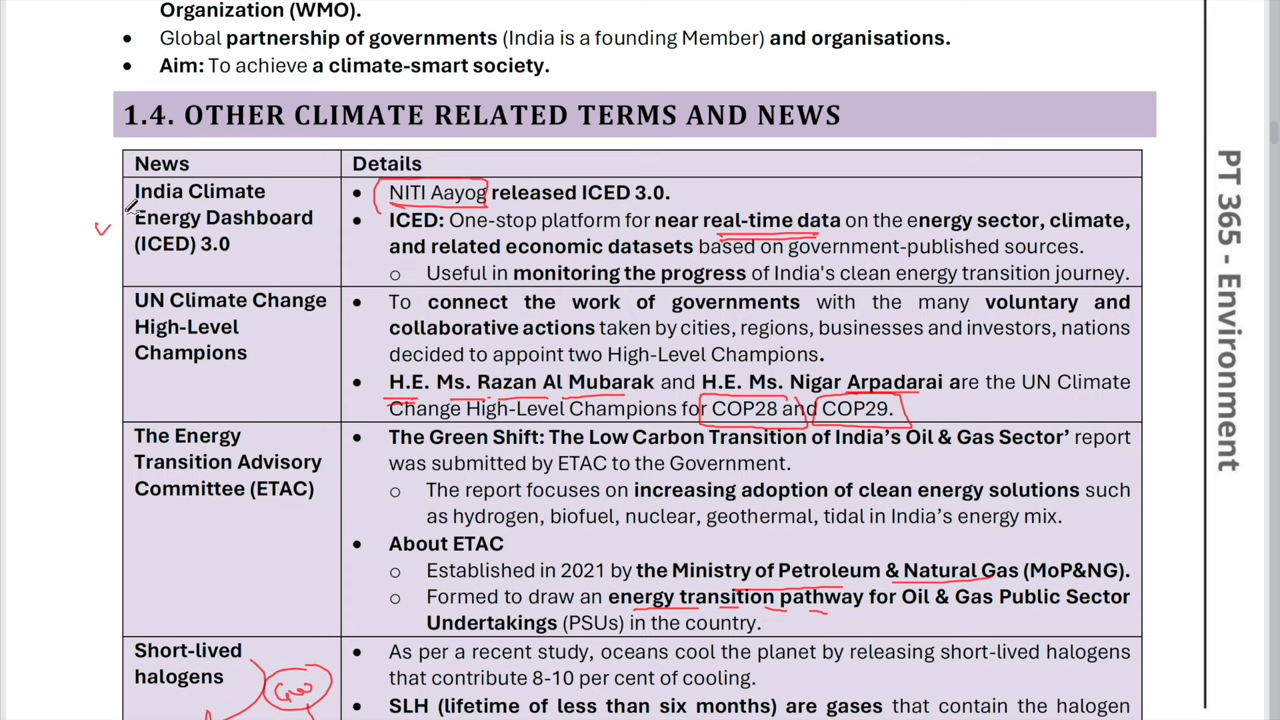 Organization (WMO).
• Global partnership of governments (India is a founding Member) and organisations.
• Aim: To achieve a climate-smart society.
1.4. OTHER CLIMATE RELATED TERMS AND NEWS
News
Details
India Climate
Energy Dashboard
(ICED) 3.0
• NITI Aayog released ICED 3.0.
• ICED: One-stop platform for near real-time data on the energy sector, climate,
and related economic datasets based on government-published sources.
o Useful in monitoring the progress of India's clean energy transition journey.
UN Climate Change
High-Level
Champions
• To connect the work of governments with the many voluntary and
collaborative actions taken by cities, regions, businesses and investors, nations
decided to appoint two High-Level Champions.
• H.E. Ms. Razan Al Mubarak and H.E. Ms. Nigar Arpadarai are the UN Climate
Change High-Level Champions for COP28 and COP29.
The Energy
Transition Advisory
Committee (ETAC)
• The Green Shift: The Low Carbon Transition of India’s Oil & Gas Sector’ report
was submitted by ETAC to the Government.
o The report focuses on increasing adoption of clean energy solutions such
as hydrogen, biofuel, nuclear, geothermal, tidal in India’s energy mix.
• About ETAC
o Established in 2021 by the Ministry of Petroleum & Natural Gas (MoP&NG).
o Formed to draw an energy transition pathway for Oil & Gas Public Sector
Undertakings (PSUs) in the country.
Short-lived
halogens
• As per a recent study, oceans cool the planet by releasing short-lived halogens
that contribute 8-10 per cent of cooling.
• SLH (lifetime of less than six months) are gases that contain the halogen
PT 365 - Environment